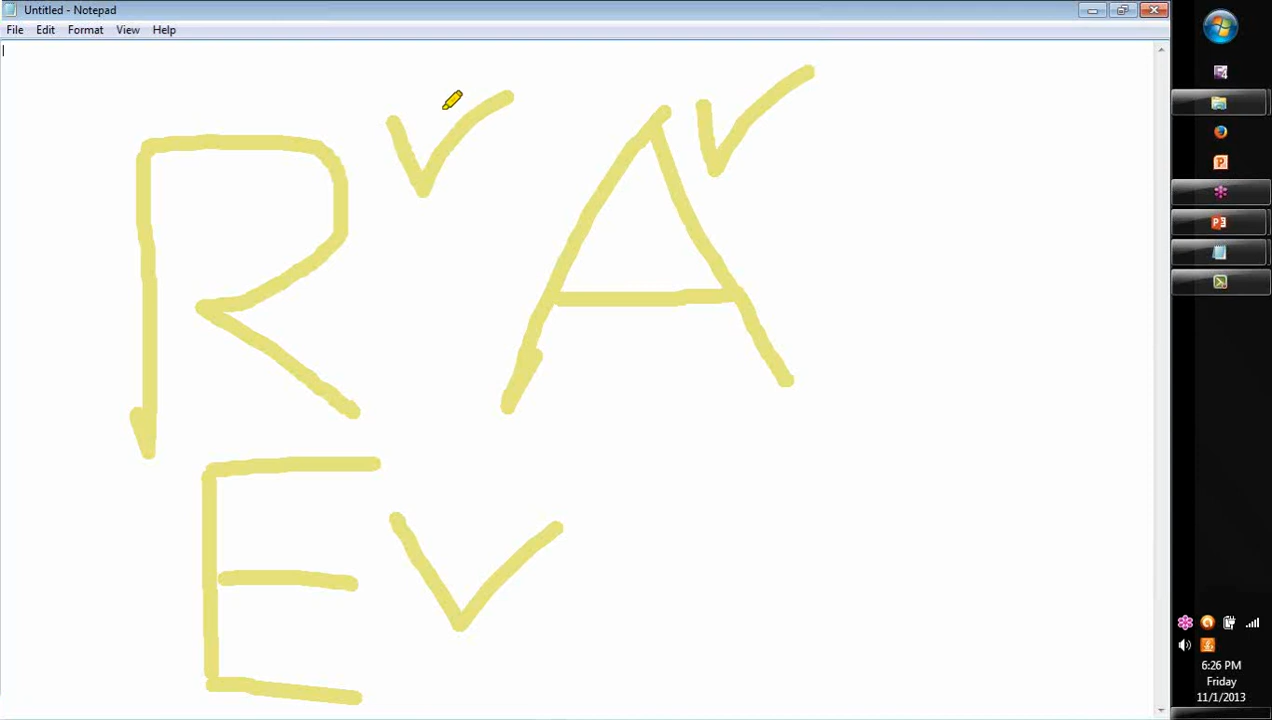 Untitled - Notepad
File Edit Format View Help
R ✓ A ✓
E ✓
6:26 PM
Friday
11/1/2013